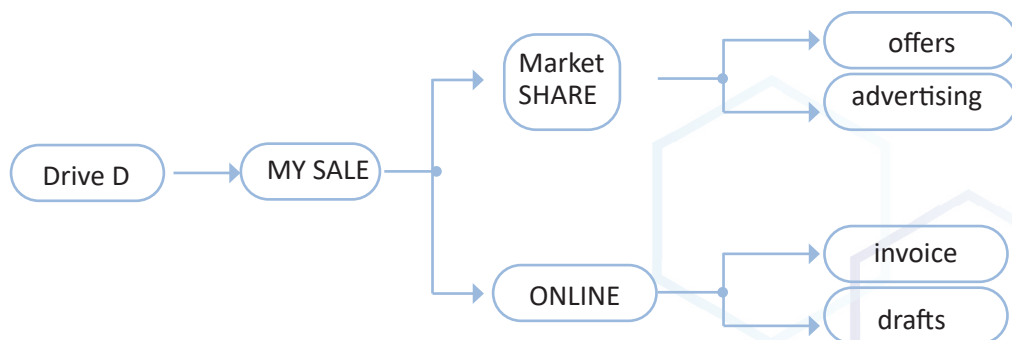 Drive D
MY SALE
Market
SHARE
offers
advertising
ONLINE
invoice
drafts